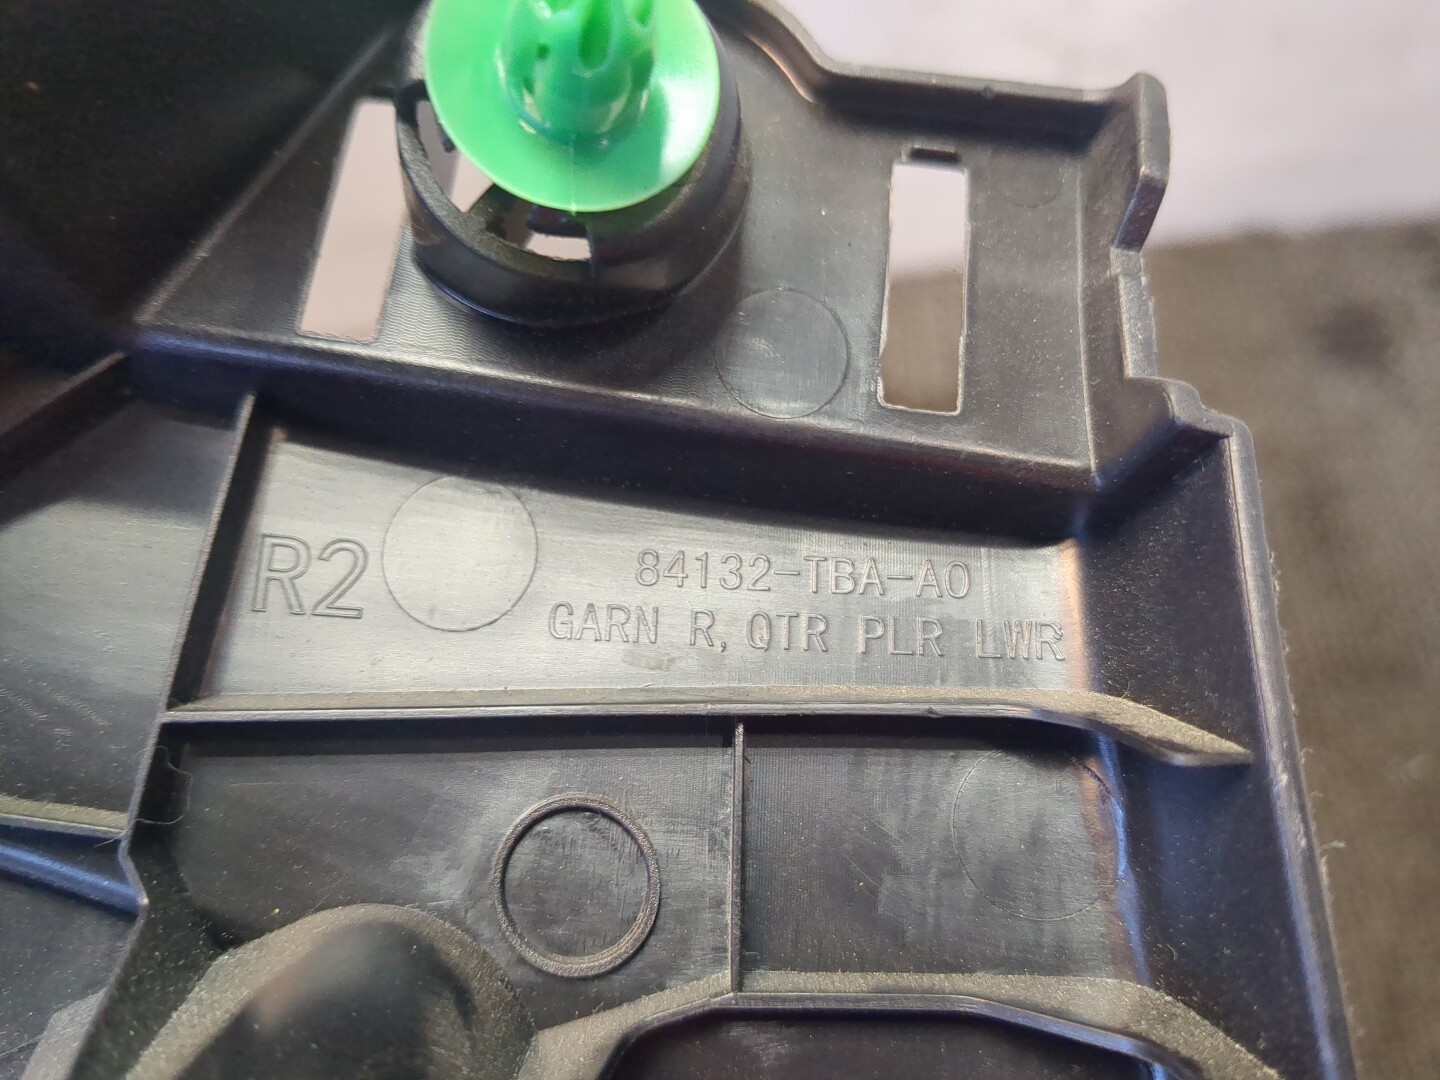 R2
84132-TBA-A0
GARN R, QTR PLR LWR